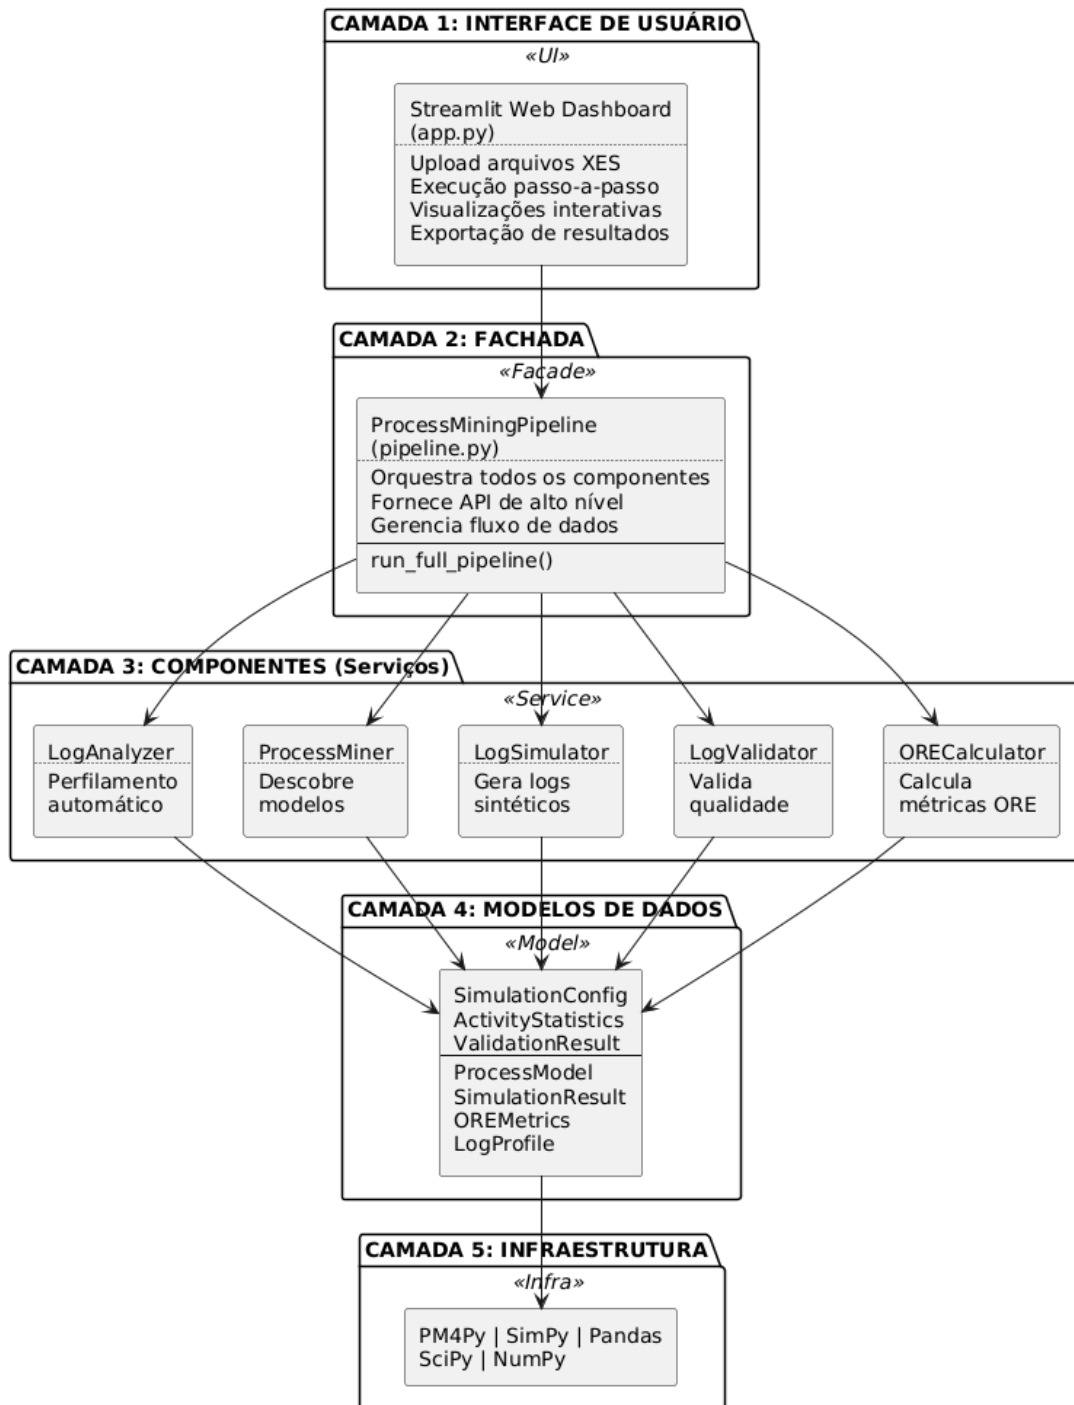 CAMADA 1: INTERFACE DE USUÁRIO
«UI»
Streamlit Web Dashboard
(app.py)
Upload arquivos XES
Execução passo-a-passo
Visualizações interativas
Exportação de resultados
CAMADA 2: FACHADA
«Facade»
ProcessMiningPipeline
(pipeline.py)
Orquestra todos os componentes
Fornece API de alto nível
Gerencia fluxo de dados
run_full_pipeline()
CAMADA 3: COMPONENTES (Serviços)
«Service»
LogAnalyzer
Perfilamento
automático
ProcessMiner
Descobre
modelos
LogSimulator
Gera logs
sintéticos
LogValidator
Valida
qualidade
ORECalculator
Calcula
métricas ORE
CAMADA 4: MODELOS DE DADOS
«Model»
SimulationConfig
ActivityStatistics
ValidationResult
ProcessModel
SimulationResult
OREMetrics
LogProfile
CAMADA 5: INFRAESTRUTURA
«Infra»
PM4Py | SimPy | Pandas
SciPy | NumPy